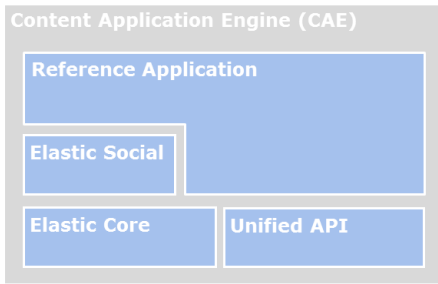 Content Application Engine (CAE)
Reference Application
Elastic Social
Elastic Core
Unified API